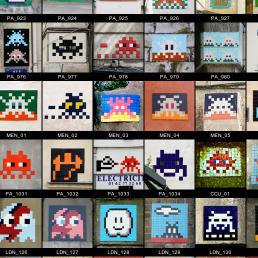 PA_923 PA_924 PA_925 PA_926 PA_927
PA_976 PA_977 PA_978 PA_979 PA_980
MEN_01 MEN_02 MEN_03 MEN_04 MEN_05
ELECTRICIE
PA_1031 PA_1032 PA_1033 PA_1034 CCU_01
LDN_126 LDN_127 LDN_128 LDN_129 LDN_130